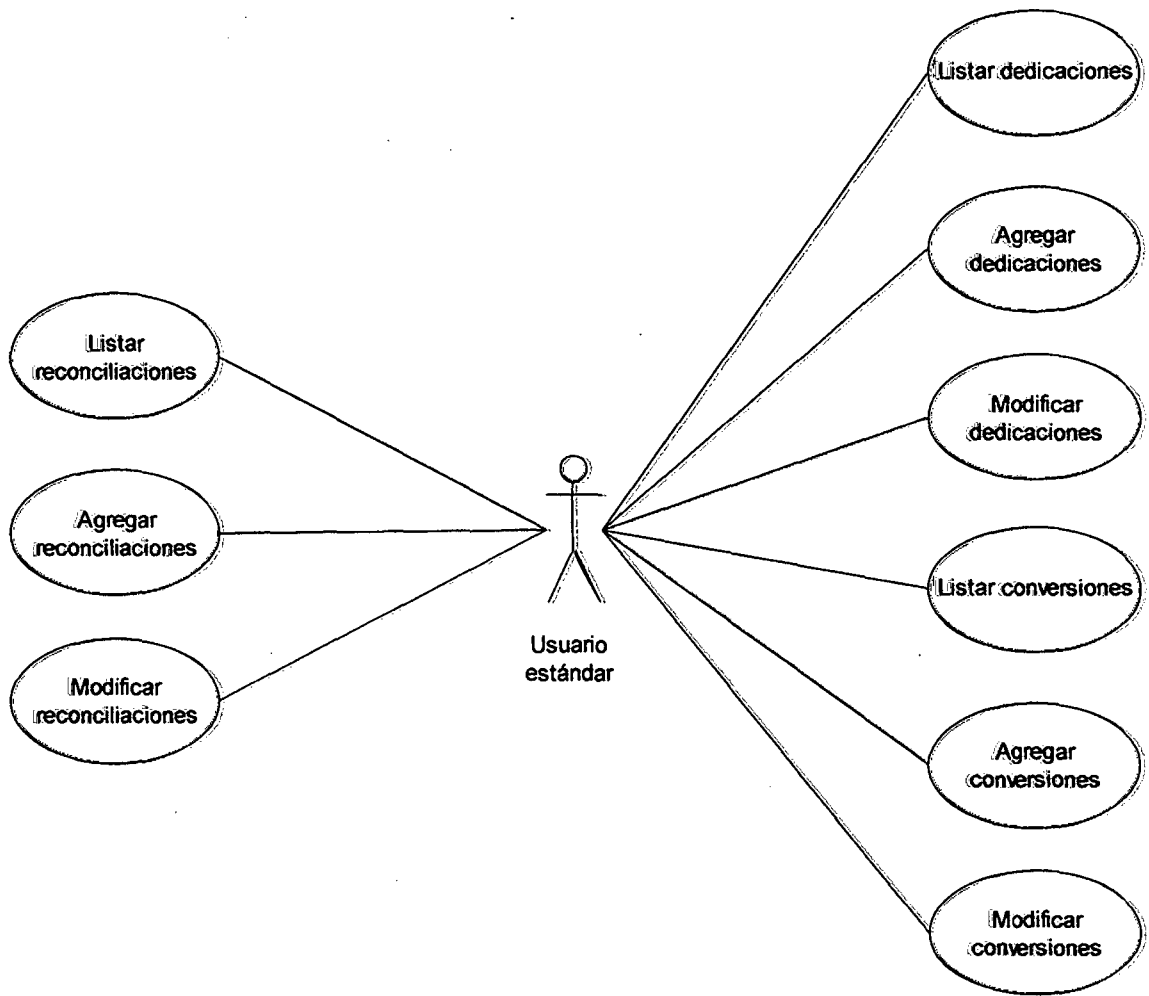 Listar dedicaciones
Agregar
dedicaciones
Listar
reconciliaciones
Modificar
dedicaciones
Agregar
reconciliaciones
Listar conversiones
Usuario
estándar
Modificar
reconciliaciones
Agregar
conversiones
Modificar
conversiones